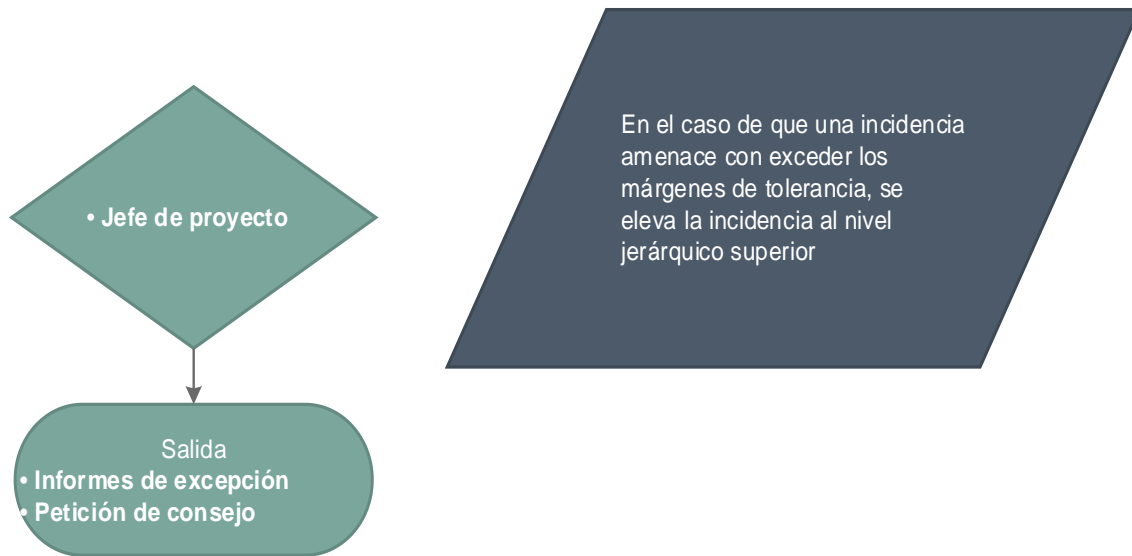 • Jefe de proyecto
En el caso de que una incidencia
amenace con exceder los
márgenes de tolerancia, se
eleva la incidencia al nivel
jerárquico superior
Salida
• Informes de excepción
• Petición de consejo